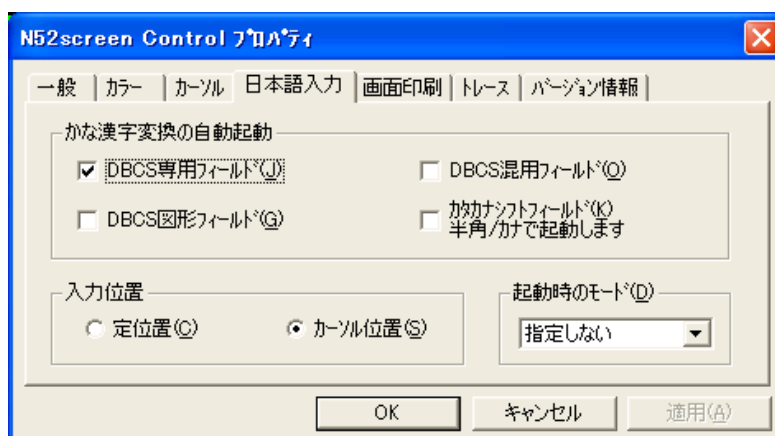 N52screen Control ﾌﾟﾛﾊﾟﾃｨ
一般 ｶﾗｰ ｶｰｿﾙ 日本語入力 画面印刷 ﾄﾚｰｽ ﾊﾞｰｼﾞｮﾝ情報
かな漢字変換の自動起動
DBCS専用ﾌｨｰﾙﾄﾞ(J) DBCS混用ﾌｨｰﾙﾄﾞ(O)
DBCS図形ﾌｨｰﾙﾄﾞ(G) ｶﾀｶﾅｼﾌﾄﾌｨｰﾙﾄﾞ(K)
半角/ｶﾅで起動します
入力位置 起動時のﾓｰﾄﾞ(D)
定位置(C) ｶｰｿﾙ位置(S) 指定しない
OK ｷｬﾝｾﾙ 適用(A)